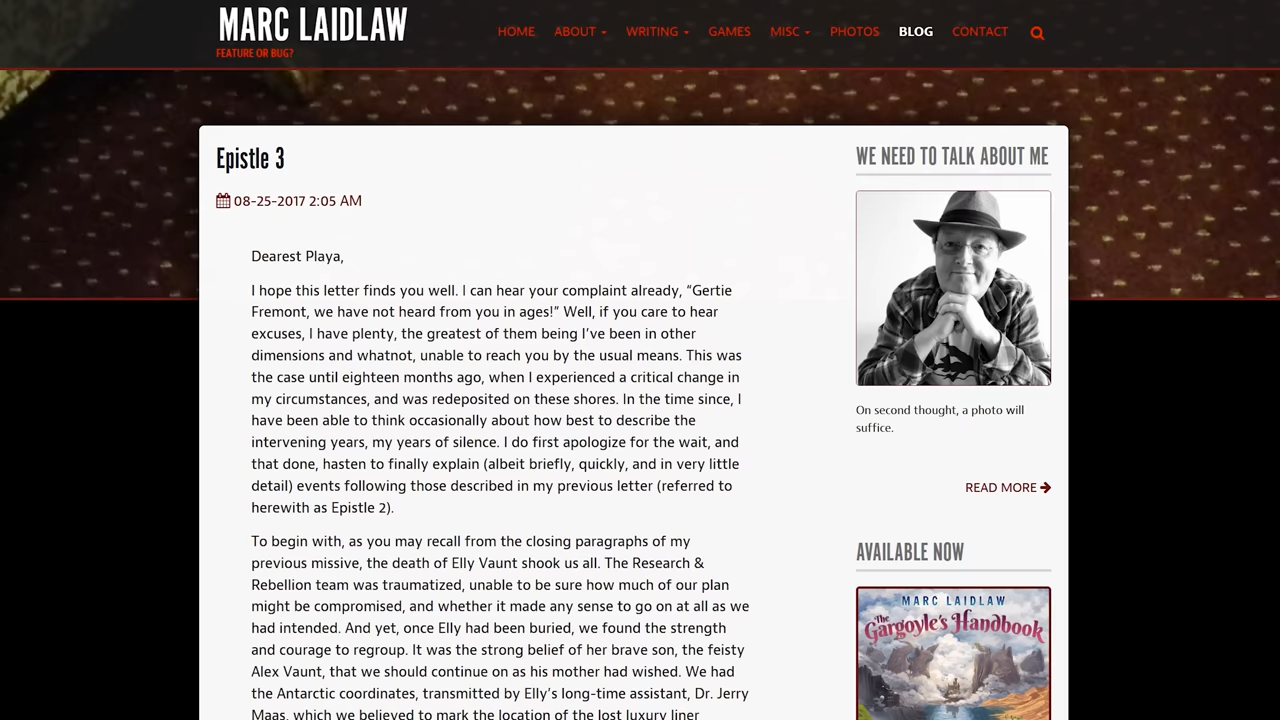 MARC LAIDLAW
FEATURE OR BUG?
HOME ABOUT WRITING GAMES MISC PHOTOS BLOG CONTACT
Epistle 3
08-25-2017 2:05 AM
Dearest Playa,
I hope this letter finds you well. I can hear your complaint already, “Gertie
Fremont, we have not heard from you in ages!” Well, if you care to hear
excuses, I have plenty, the greatest of them being I’ve been in other
dimensions and whatnot, unable to reach you by the usual means. This was
the case until eighteen months ago, when I experienced a critical change in
my circumstances, and was redeposited on these shores. In the time since, I
have been able to think occasionally about how best to describe the
intervening years, my years of silence. I do first apologize for the wait, and
that done, hasten to finally explain (albeit briefly, quickly, and in very little
detail) events following those described in my previous letter (referred to
herewith as Epistle 2).
To begin with, as you may recall from the closing paragraphs of my
previous missive, the death of Elly Vaunt shook us all. The Research &
Rebellion team was traumatized, unable to be sure how much of our plan
might be compromised, and whether it made any sense to go on at all as we
had intended. And yet, once Elly had been buried, we found the strength
and courage to regroup. It was the strong belief of her brave son, the feisty
Alex Vaunt, that we should continue on as his mother had wished. We had
the Antarctic coordinates, transmitted by Elly’s long-time assistant, Dr. Jerry
Maas, which we believed to mark the location of the lost luxury liner
WE NEED TO TALK ABOUT ME
On second thought, a photo will
suffice.
READ MORE
AVAILABLE NOW
MARC LAIDLAW
The
Gargoyle's Handbook